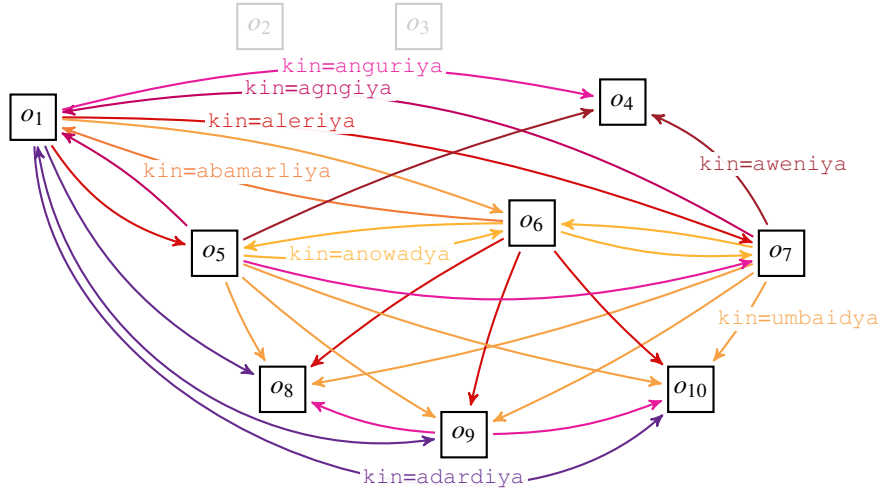 o2 o3
kin=anguriya
kin=agngiya
o1 o4
kin=aleriya
kin=abamarliya kin=aweniya
o6
o5 kin=anowadya o7
kin=umbaidya
o8 o10
o9
kin=adardiya